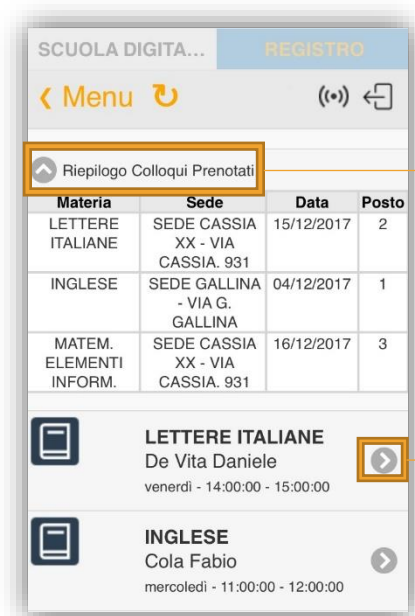 SCUOLA DIGITA... REGISTRO
Menu
Riepilogo Colloqui Prenotati
Materia Sede Data Posto
LETTERE ITALIANE SEDE CASSIA XX - VIA CASSIA. 931 15/12/2017 2
INGLESE SEDE GALLINA - VIA G. GALLINA 04/12/2017 1
MATEM. ELEMENTI INFORM. SEDE CASSIA XX - VIA CASSIA. 931 16/12/2017 3
LETTERE ITALIANE
De Vita Daniele
venerdì - 14:00:00 - 15:00:00
INGLESE
Cola Fabio
mercoledì - 11:00:00 - 12:00:00